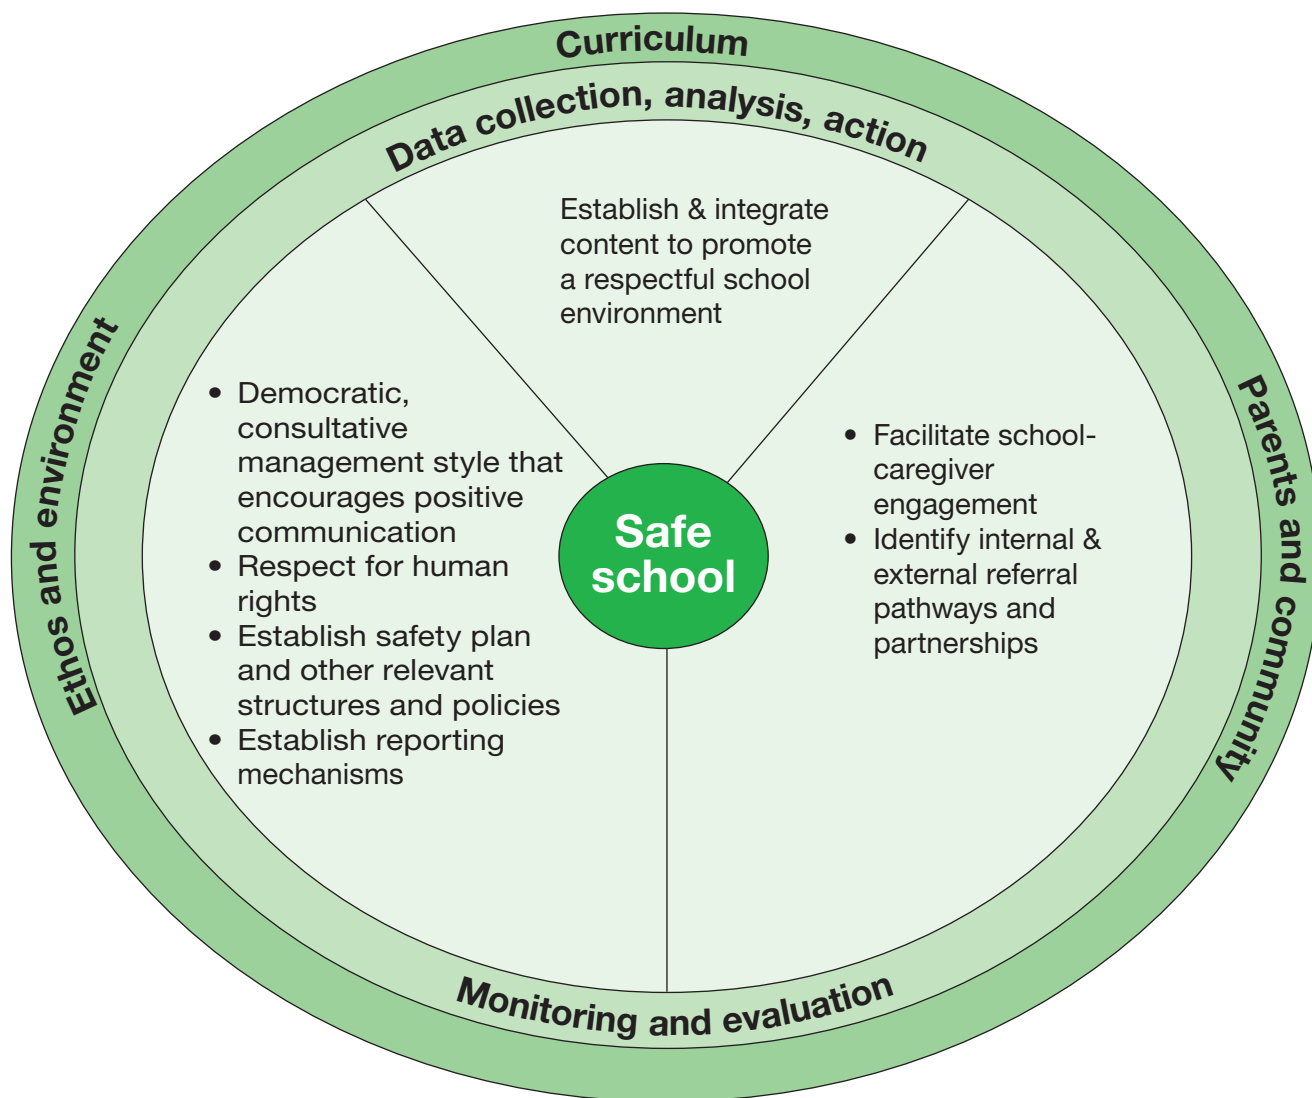 Curriculum
Data collection, analysis, action
Establish & integrate
content to promote
a respectful school
environment
Ethos and environment
• Democratic,
consultative
management style that
encourages positive
communication
• Respect for human
rights
• Establish safety plan
and other relevant
structures and policies
• Establish reporting
mechanisms
Safe
school
• Facilitate school-
caregiver
engagement
• Identify internal &
external referral
pathways and
partnerships
Parents and community
Monitoring and evaluation